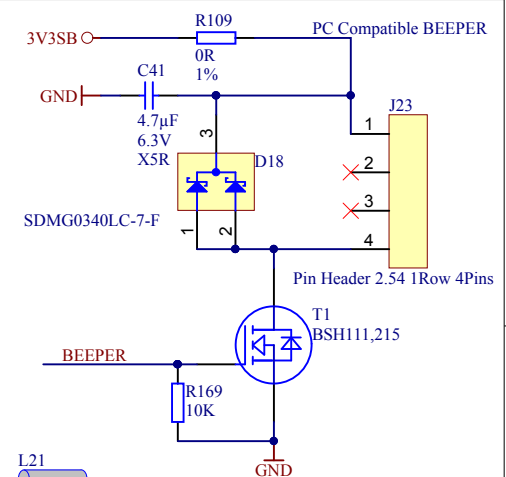 R109
PC Compatible BEEPER
3V3SB
0R
1%
C41
GND
J23
4.7µF
6.3V
X5R
1
3
D18
2
SDMG0340LC-7-F
1
2
3
4
Pin Header 2.54 1Row 4Pins
T1
BSH111,215
BEEPER
R169
10K
L21
GND